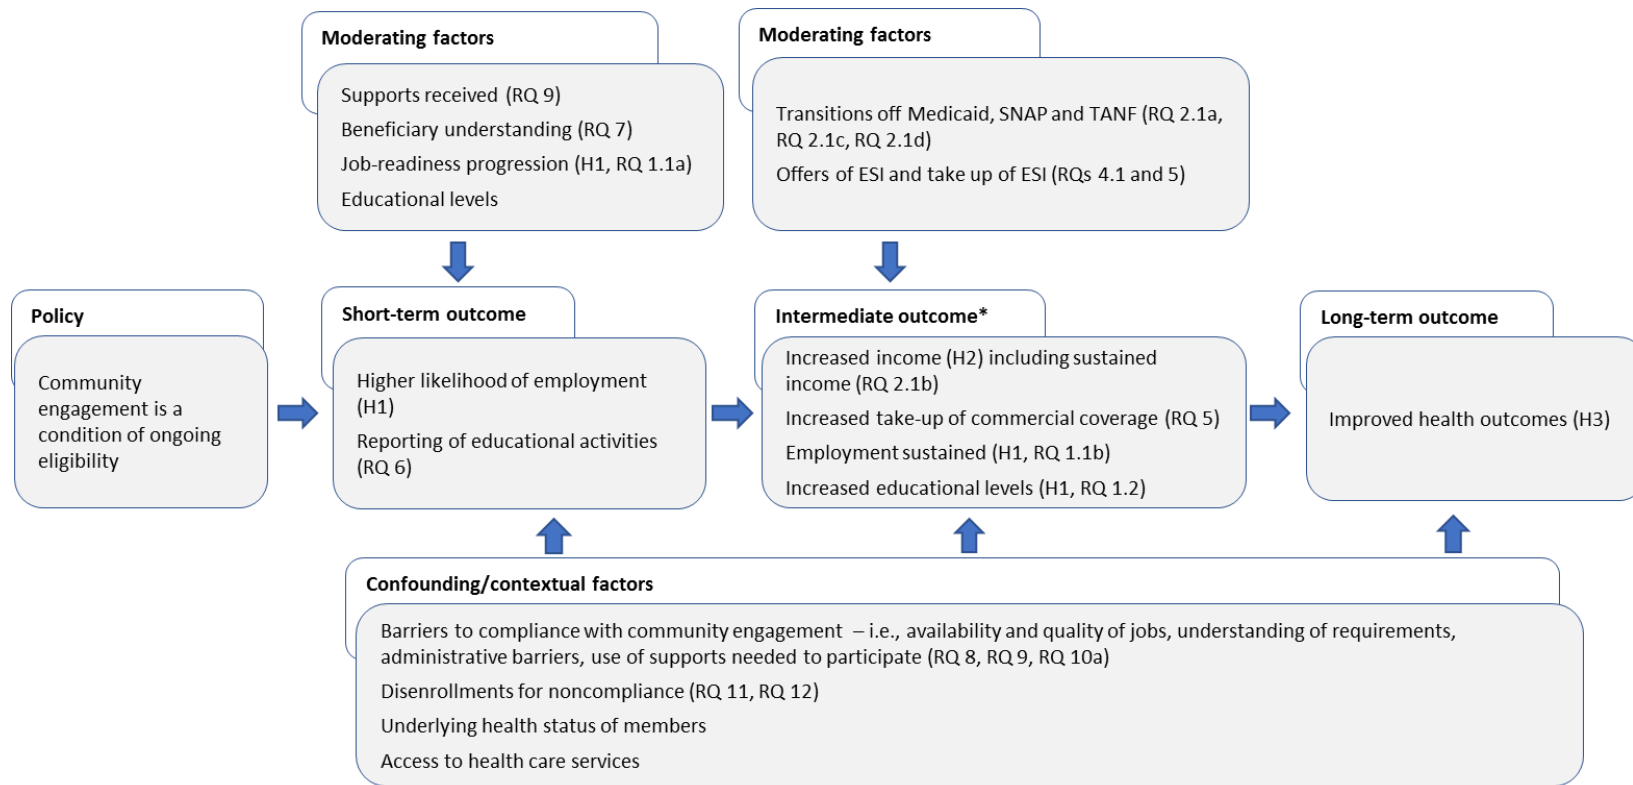 Moderating factors
Supports received (RQ 9)
Beneficiary understanding (RQ 7)
Job-readiness progression (H1, RQ 1.1a)
Educational levels
Moderating factors
Transitions off Medicaid, SNAP and TANF (RQ 2.1a,
RQ 2.1c, RQ 2.1d)
Offers of ESI and take up of ESI (RQs 4.1 and 5)
Policy
Community
engagement is a
condition of ongoing
eligibility
Short-term outcome
Higher likelihood of employment
(H1)
Reporting of educational activities
(RQ 6)
Intermediate outcome*
Increased income (H2) including sustained
income (RQ 2.1b)
Increased take-up of commercial coverage (RQ 5)
Employment sustained (H1, RQ 1.1b)
Increased educational levels (H1, RQ 1.2)
Long-term outcome
Improved health outcomes (H3)
Confounding/contextual factors
Barriers to compliance with community engagement – i.e., availability and quality of jobs, understanding of requirements,
administrative barriers, use of supports needed to participate (RQ 8, RQ 9, RQ 10a)
Disenrollments for noncompliance (RQ 11, RQ 12)
Underlying health status of members
Access to health care services